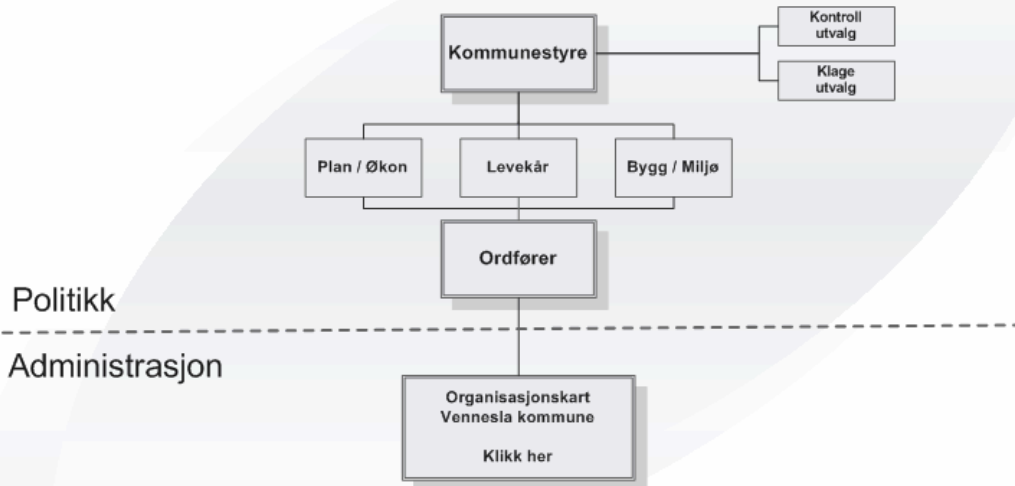 Kontroll
utvalg
Kommunestyre
Klage
utvalg
Plan / Økon
Levekår
Bygg / Miljø
Ordfører
Politikk
Administrasjon
Organisasjonskart
Vennesla kommune
Klikk her